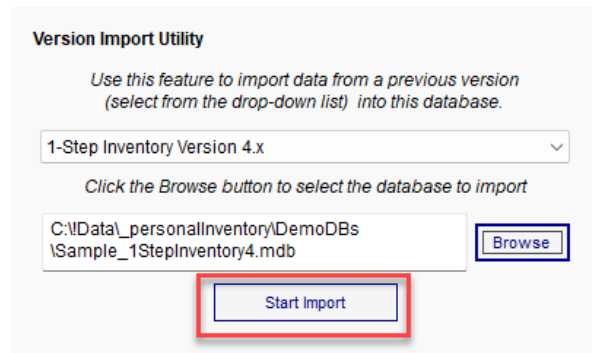 Version Import Utility
Use this feature to import data from a previous version
(select from the drop-down list) into this database.
1-Step Inventory Version 4.x
Click the Browse button to select the database to import
C:\!Data\_personalInventory\DemoDBs
\Sample_1StepInventory4.mdb
Browse
Start Import